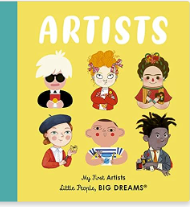 ARTISTS
My First Artists
Little People, BIG DREAMS®